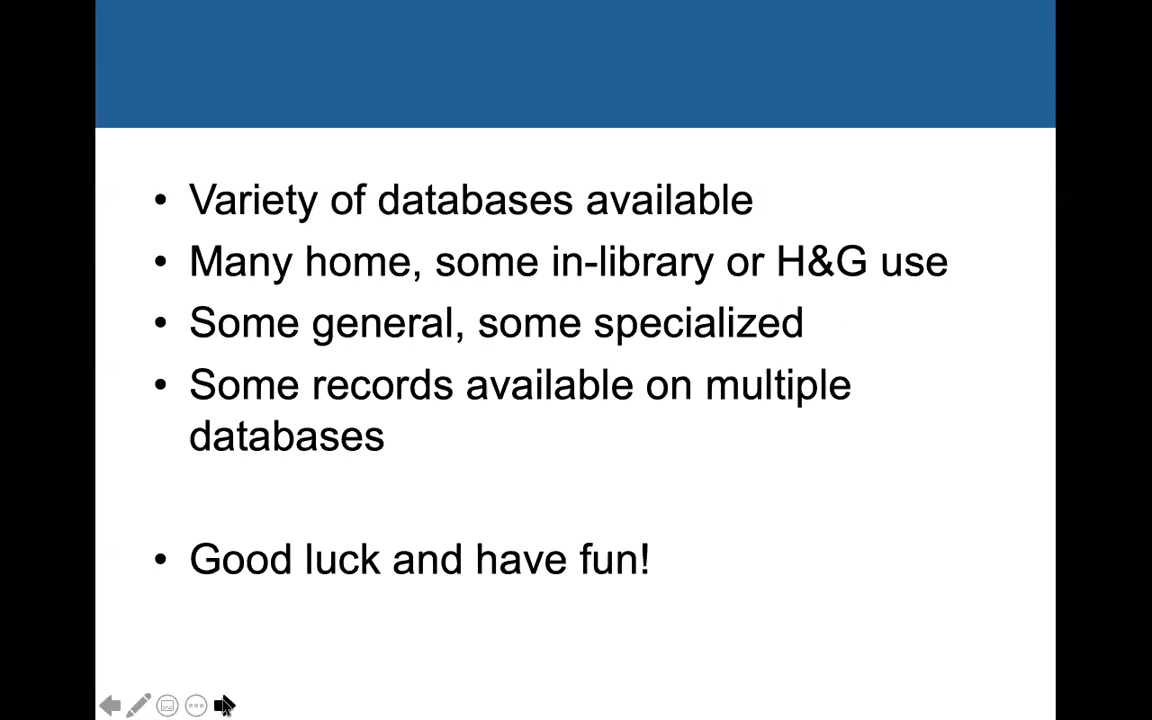 • Variety of databases available
• Many home, some in-library or H&G use
• Some general, some specialized
• Some records available on multiple
databases
• Good luck and have fun!